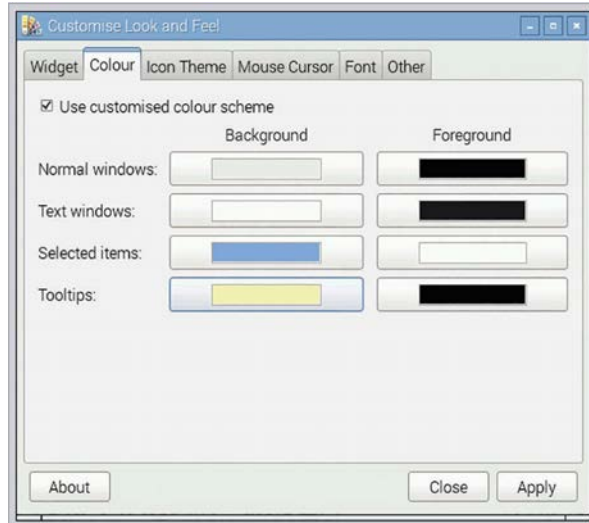 Customise Look and Feel
Widget Colour Icon Theme Mouse Cursor Font Other
Use customised colour scheme
Background Foreground
Normal windows:
Text windows:
Selected items:
Tooltips:
About Close Apply